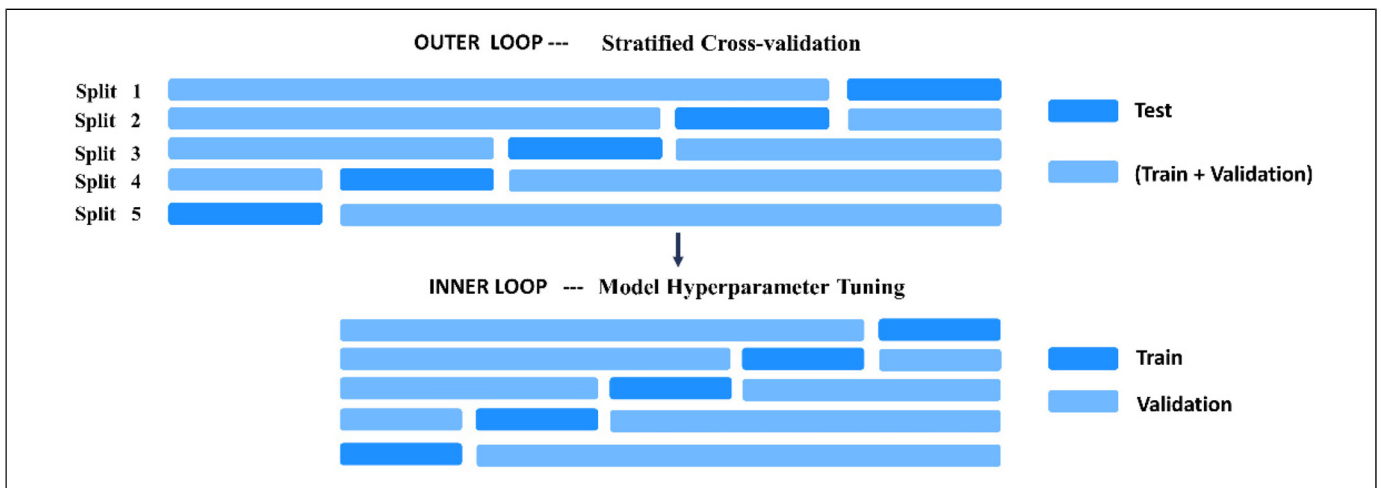 OUTER LOOP --- Stratified Cross-validation
Split 1
Split 2
Split 3
Split 4
Split 5
Test
(Train + Validation)
INNER LOOP --- Model Hyperparameter Tuning
Train
Validation